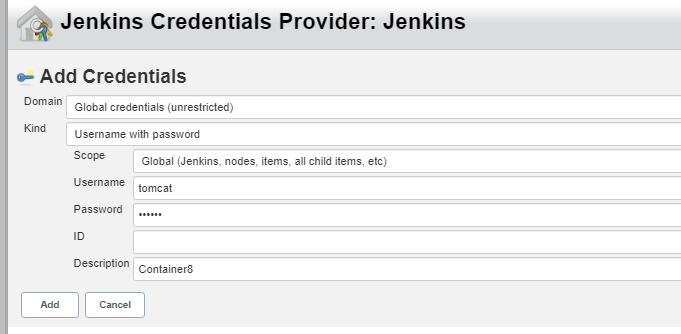 Jenkins Credentials Provider: Jenkins
Add Credentials
Domain Global credentials (unrestricted)
Kind Username with password
Scope Global (Jenkins, nodes, items, all child items, etc)
Username tomcat
Password ••••••
ID
Description Container8
Add Cancel